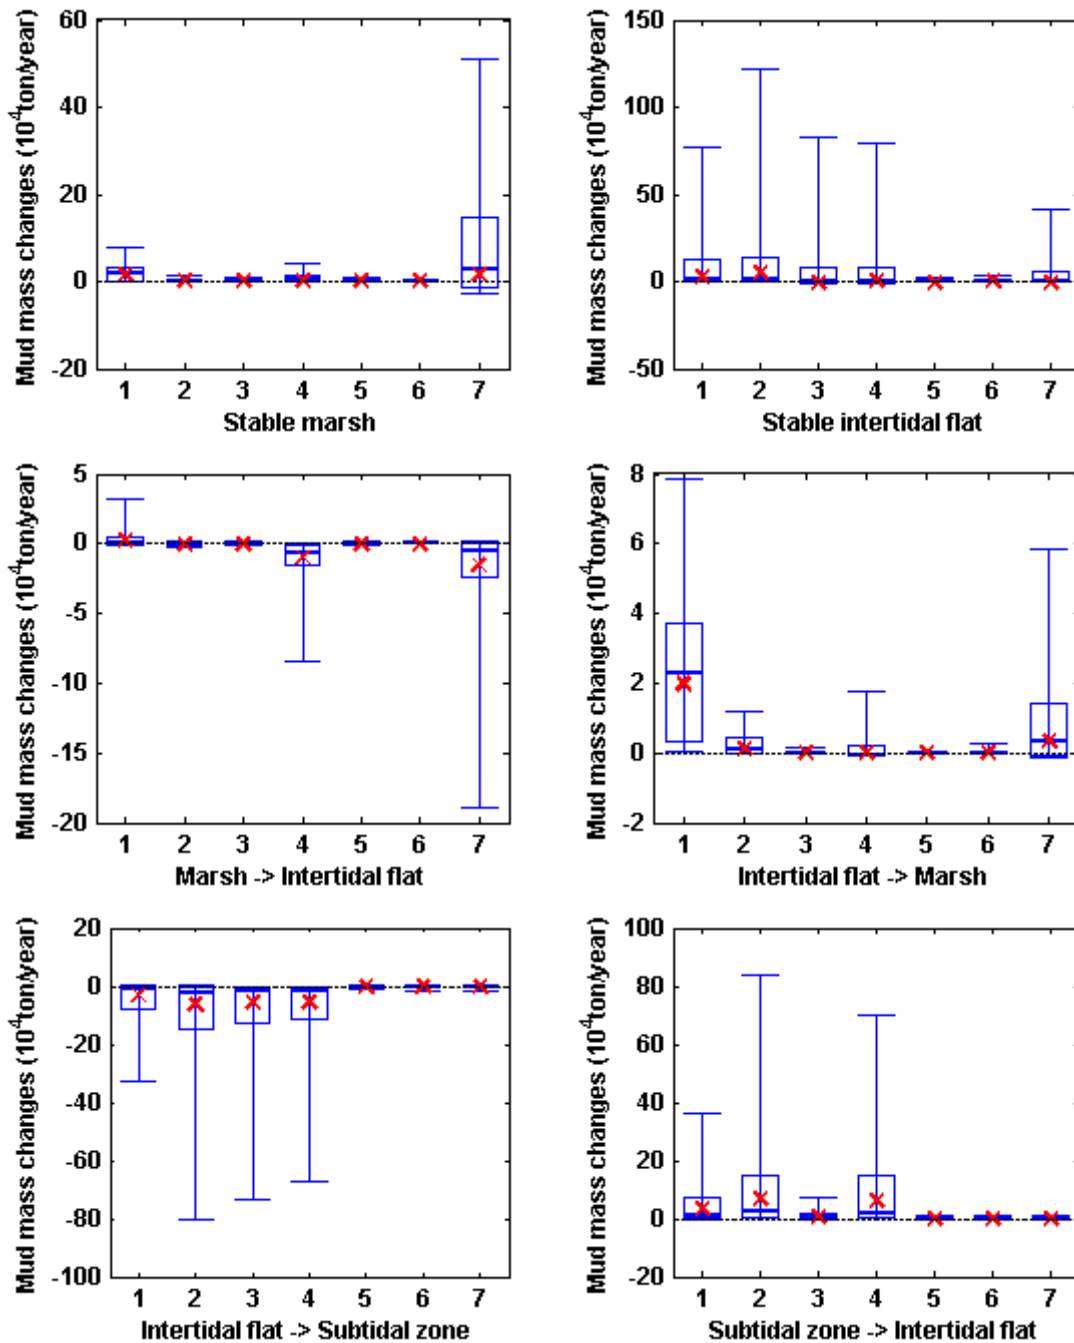 60
40
20
0
-20
Mud mass changes (10⁴ton/year)
1 2 3 4 5 6 7
Stable marsh
150
100
50
0
-50
Mud mass changes (10⁴ton/year)
1 2 3 4 5 6 7
Stable intertidal flat
5
0
-5
-10
-15
-20
Mud mass changes (10⁴ton/year)
1 2 3 4 5 6 7
Marsh -> Intertidal flat
8
6
4
2
0
-2
Mud mass changes (10⁴ton/year)
1 2 3 4 5 6 7
Intertidal flat -> Marsh
20
0
-20
-40
-60
-80
-100
Mud mass changes (10⁴ton/year)
1 2 3 4 5 6 7
Intertidal flat -> Subtidal zone
100
80
60
40
20
0
-20
Mud mass changes (10⁴ton/year)
1 2 3 4 5 6 7
Subtidal zone -> Intertidal flat